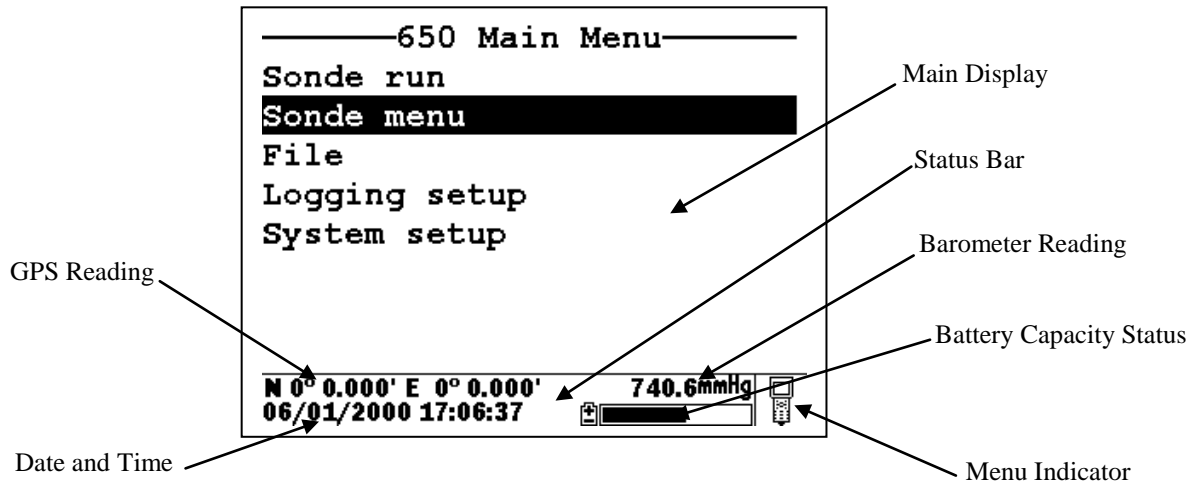 650 Main Menu
Sonde run
Sonde menu
File
Logging setup
System setup
Main Display
Status Bar
GPS Reading
Barometer Reading
Battery Capacity Status
N 0° 0.000' E 0° 0.000' 740.6mmHg
06/01/2000 17:06:37
Date and Time
Menu Indicator